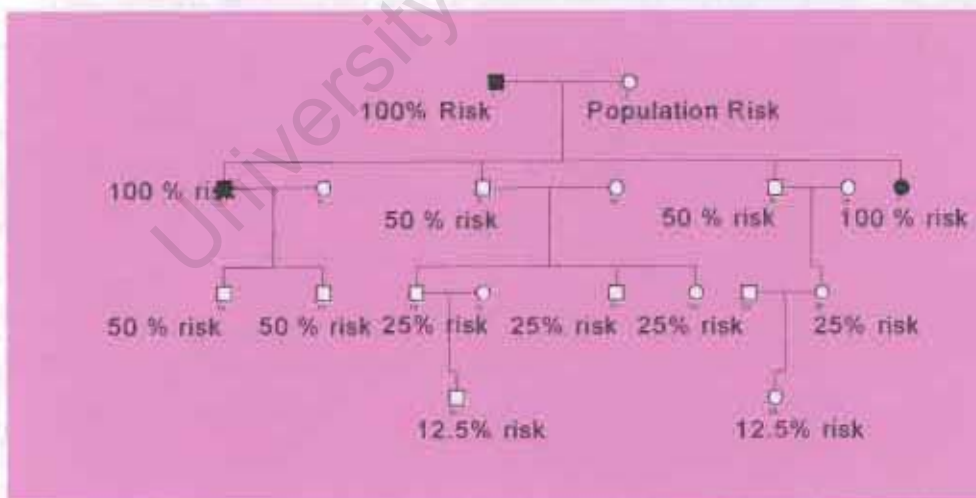 University
100% Risk Population Risk
100 % risk
50 % risk 50 % risk 100 % risk
50 % risk 50 % risk 25% risk 25% risk 25% risk 25% risk
12.5% risk 12.5% risk